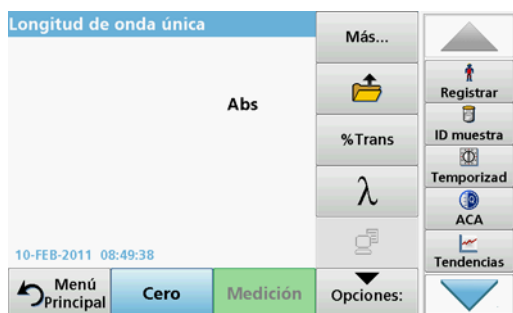 Longitud de onda única
Abs
10-FEB-2011 08:49:38
Más...
%Trans
λ
Menú
Principal
Cero
Medición
Opciones:
Registrar
ID muestra
Temporizad
ACA
Tendencias